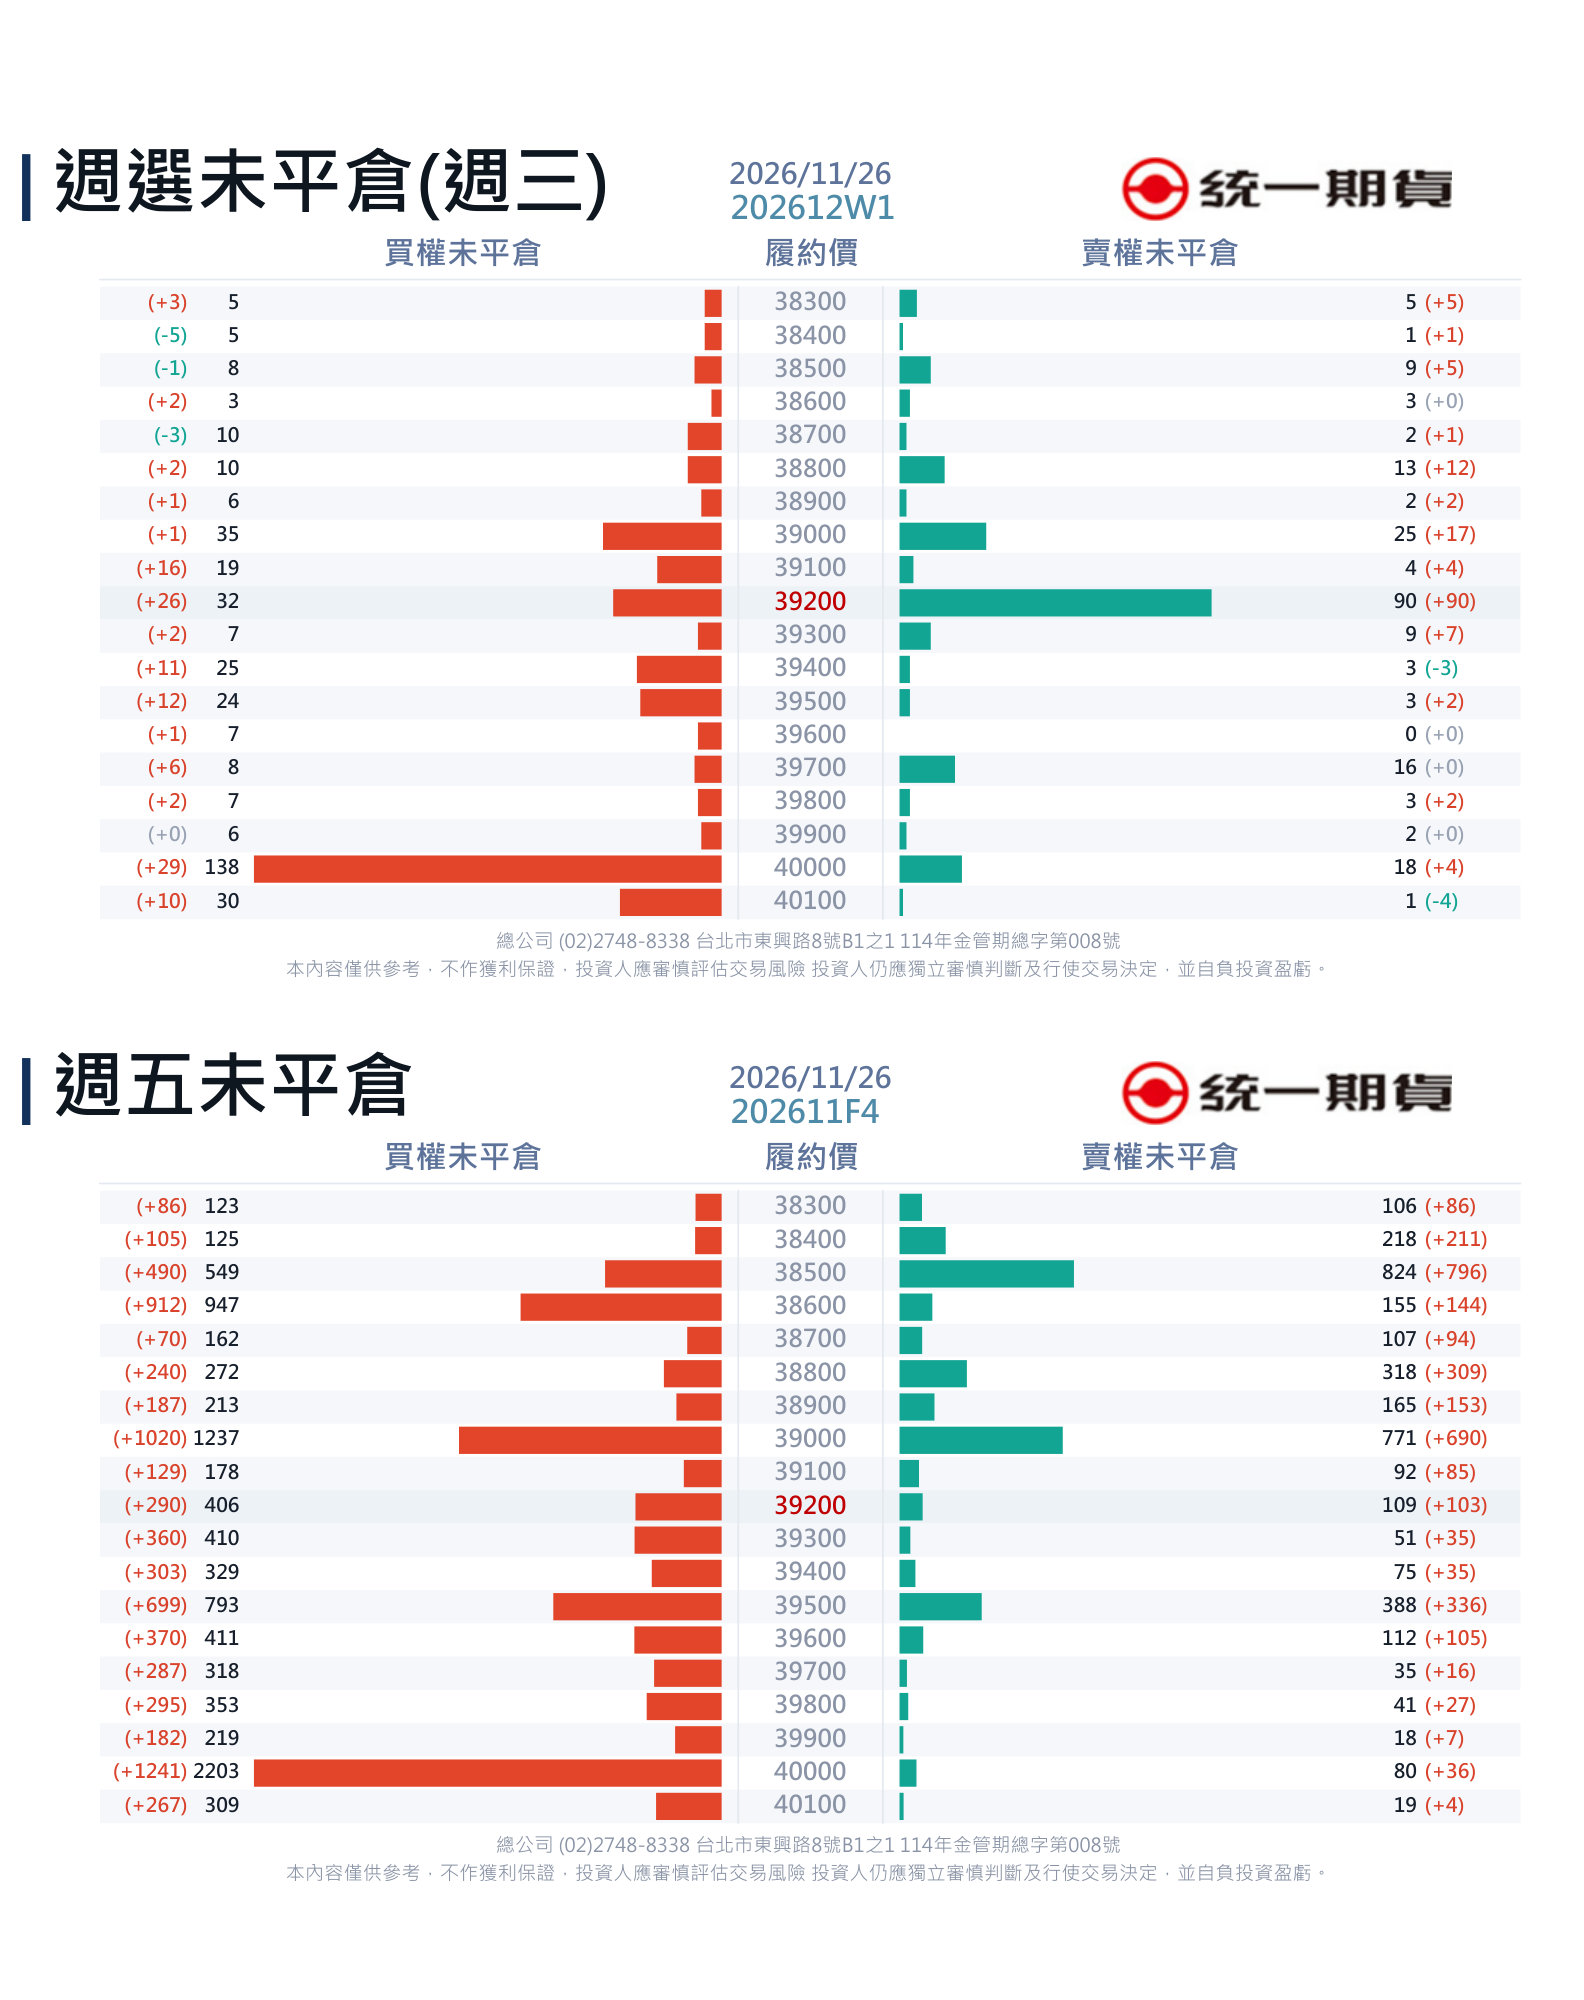 週選未平倉(週三)
2026/11/26
202612W1
統一期貨
買權未平倉 履約價 賣權未平倉
(+3) 5 38300 5 (+5)
(-5) 5 38400 1 (+1)
(-1) 8 38500 9 (+5)
(+2) 3 38600 3 (+0)
(-3) 10 38700 2 (+1)
(+2) 10 38800 13 (+12)
(+1) 6 38900 2 (+2)
(+1) 35 39000 25 (+17)
(+16) 19 39100 4 (+4)
(+26) 32 39200 90 (+90)
(+2) 7 39300 9 (+7)
(+11) 25 39400 3 (-3)
(+12) 24 39500 3 (+2)
(+1) 7 39600 0 (+0)
(+6) 8 39700 16 (+0)
(+2) 7 39800 3 (+2)
(+0) 6 39900 2 (+0)
(+29) 138 40000 18 (+4)
(+10) 30 40100 1 (-4)
總公司 (02)2748-8338 台北市東興路8號B1之1 114年金管期總字第008號
本內容僅供參考﹐不作獲利保證﹐投資人應審慎評估交易風險 投資人仍應獨立審慎判斷及行使交易決定﹐並自負投資盈虧。
週五未平倉
2026/11/26
202611F4
統一期貨
買權未平倉 履約價 賣權未平倉
(+86) 123 38300 106 (+86)
(+105) 125 38400 218 (+211)
(+490) 549 38500 824 (+796)
(+912) 947 38600 155 (+144)
(+70) 162 38700 107 (+94)
(+240) 272 38800 318 (+309)
(+187) 213 38900 165 (+153)
(+1020) 1237 39000 771 (+690)
(+129) 178 39100 92 (+85)
(+290) 406 39200 109 (+103)
(+360) 410 39300 51 (+35)
(+303) 329 39400 75 (+35)
(+699) 793 39500 388 (+336)
(+370) 411 39600 112 (+105)
(+287) 318 39700 35 (+16)
(+295) 353 39800 41 (+27)
(+182) 219 39900 18 (+7)
(+1241) 2203 40000 80 (+36)
(+267) 309 40100 19 (+4)
總公司 (02)2748-8338 台北市東興路8號B1之1 114年金管期總字第008號
本內容僅供參考﹐不作獲利保證﹐投資人應審慎評估交易風險 投資人仍應獨立審慎判斷及行使交易決定﹐並自負投資盈虧。